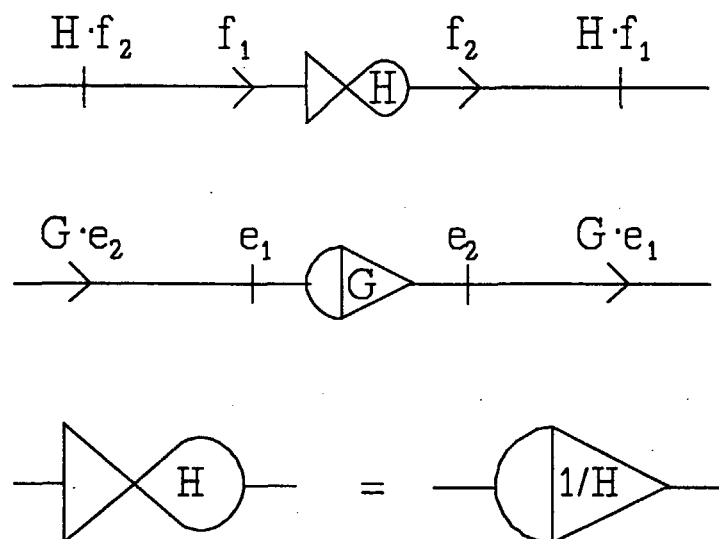 H·f₂ f₁ f₂ H·f₁
H
G·e₂ e₁ e₂ G·e₁
G
H = 1/H